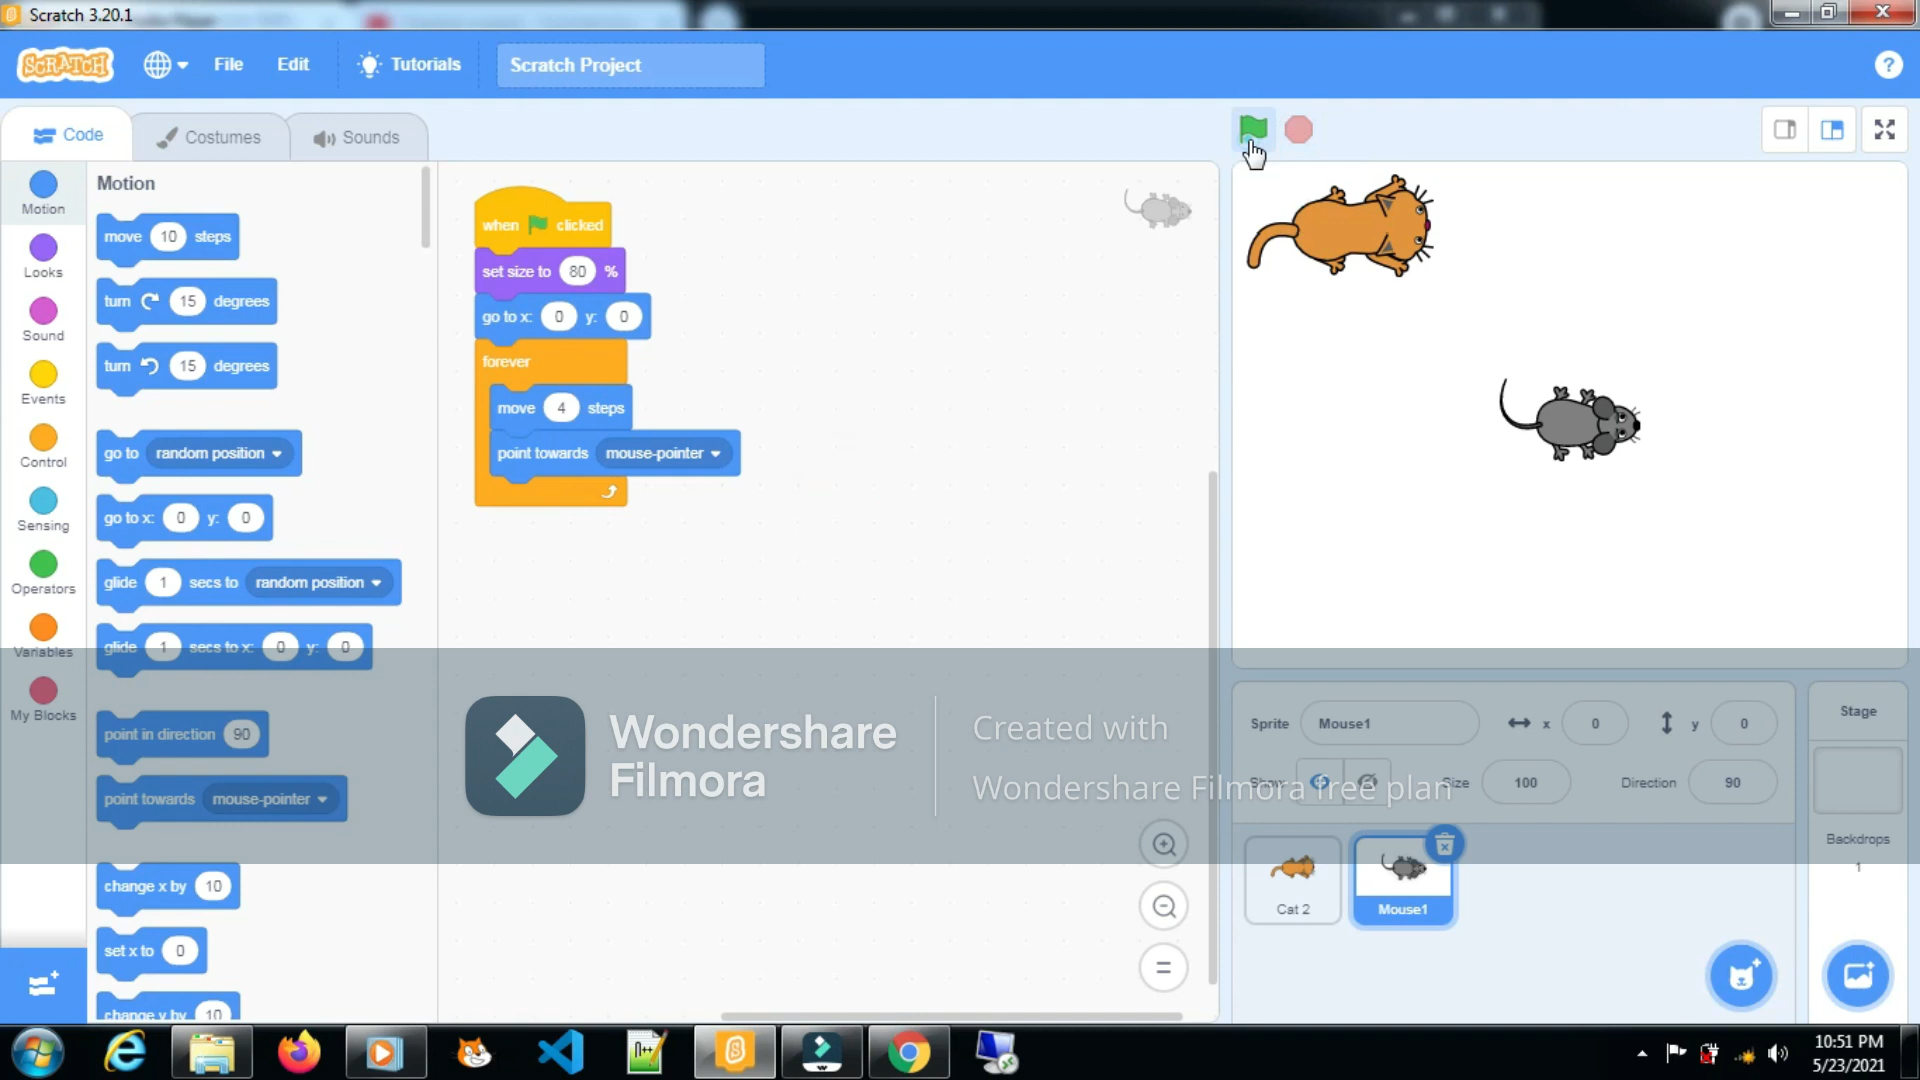 Scratch 3.20.1
SCRATCH
File
Edit
Tutorials
Scratch Project
?
Code
Costumes
Sounds
Motion
Looks
Sound
Events
Control
Sensing
Operators
Variables
My Blocks
Motion
move 10 steps
turn 15 degrees
turn 15 degrees
go to random position
go to x: 0 y: 0
glide 1 secs to random position
glide 1 secs to x: 0 y: 0
point in direction 90
point towards mouse-pointer
change x by 10
set x to 0
change y by 10
when clicked
set size to 80 %
go to x: 0 y: 0
forever
move 4 steps
point towards mouse-pointer
Wondershare
Filmora
Created with
Wondershare Filmora free plan
Sprite Mouse1 x 0 y 0
Show Size 100 Direction 90
Cat 2
Mouse1
Stage
Backdrops
1
10:51 PM
5/23/2021